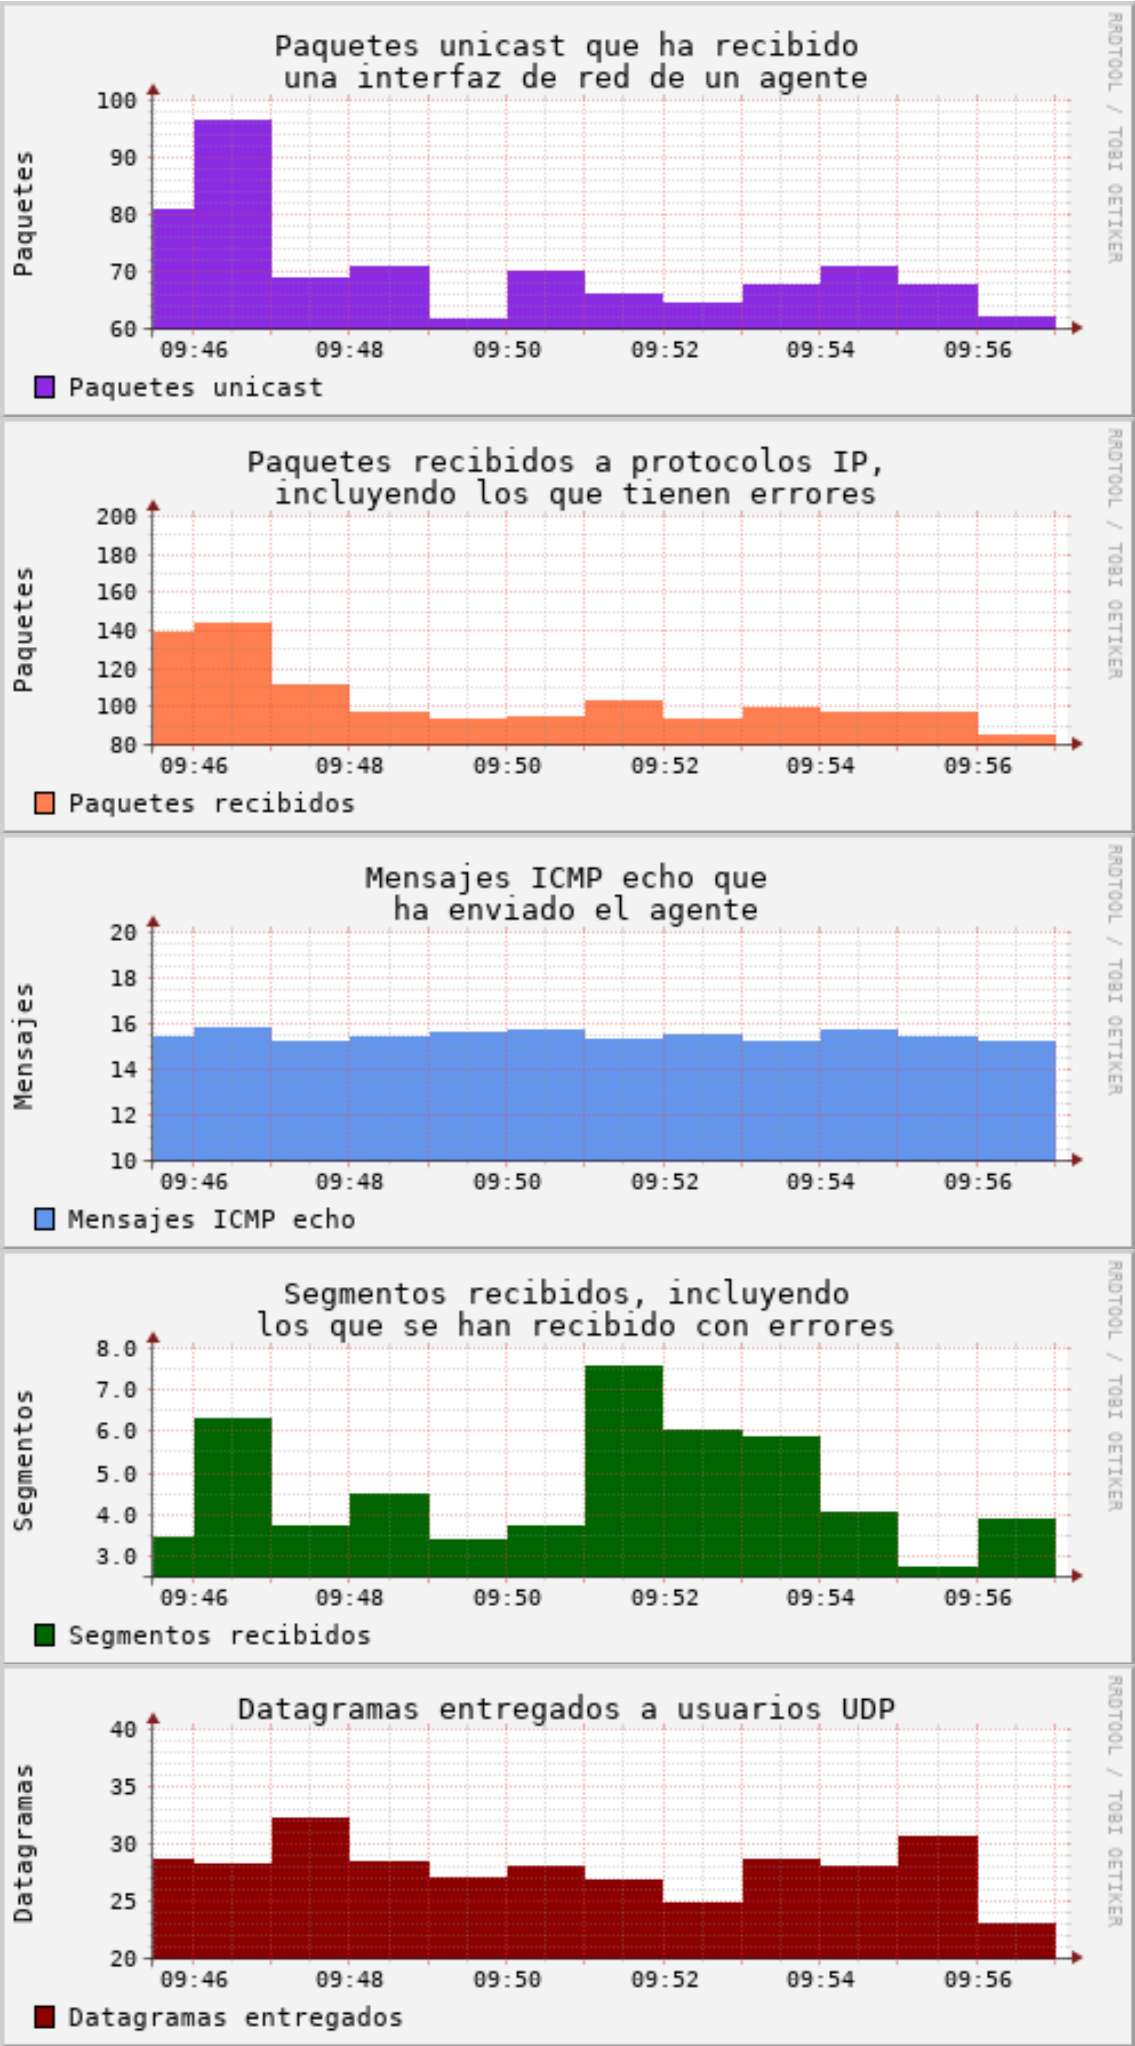 Paquetes unicast que ha recibido
una interfaz de red de un agente
RRDTOOL / TOBI OETIKER
Paquetes
100
90
80
70
60
09:46 09:48 09:50 09:52 09:54 09:56
Paquetes unicast
Paquetes recibidos a protocolos IP,
incluyendo los que tienen errores
RRDTOOL / TOBI OETIKER
Paquetes
200
180
160
140
120
100
80
09:46 09:48 09:50 09:52 09:54 09:56
Paquetes recibidos
Mensajes ICMP echo que
ha enviado el agente
RRDTOOL / TOBI OETIKER
Mensajes
20
18
16
14
12
10
09:46 09:48 09:50 09:52 09:54 09:56
Mensajes ICMP echo
Segmentos recibidos, incluyendo
los que se han recibido con errores
RRDTOOL / TOBI OETIKER
Segmentos
8.0
7.0
6.0
5.0
4.0
3.0
09:46 09:48 09:50 09:52 09:54 09:56
Segmentos recibidos
Datagramas entregados a usuarios UDP
RRDTOOL / TOBI OETIKER
Datagramas
40
35
30
25
20
09:46 09:48 09:50 09:52 09:54 09:56
Datagramas entregados